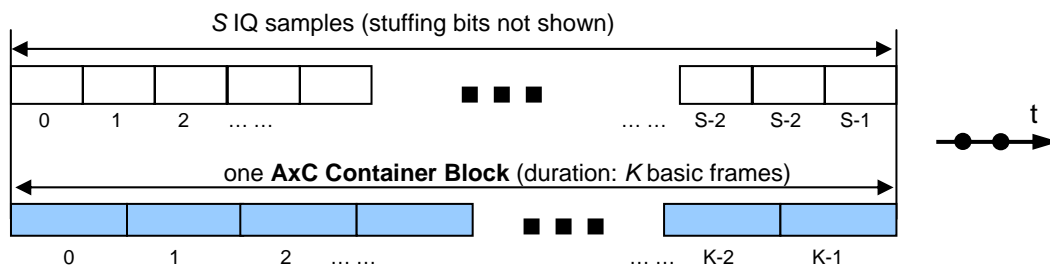 S IQ samples (stuffing bits not shown)
0 1 2 … … … … S-2 S-2 S-1
t
one AxC Container Block (duration: K basic frames)
0 1 2 … … … … K-2 K-1